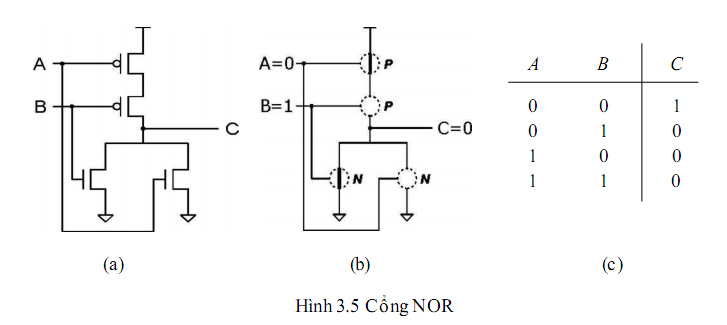 A
B
C
(a)
A=0
P
B=1
P
C=0
N
N
(b)
A B C
0 0 1
0 1 0
1 0 0
1 1 0
(c)
Hình 3.5 Cổng NOR